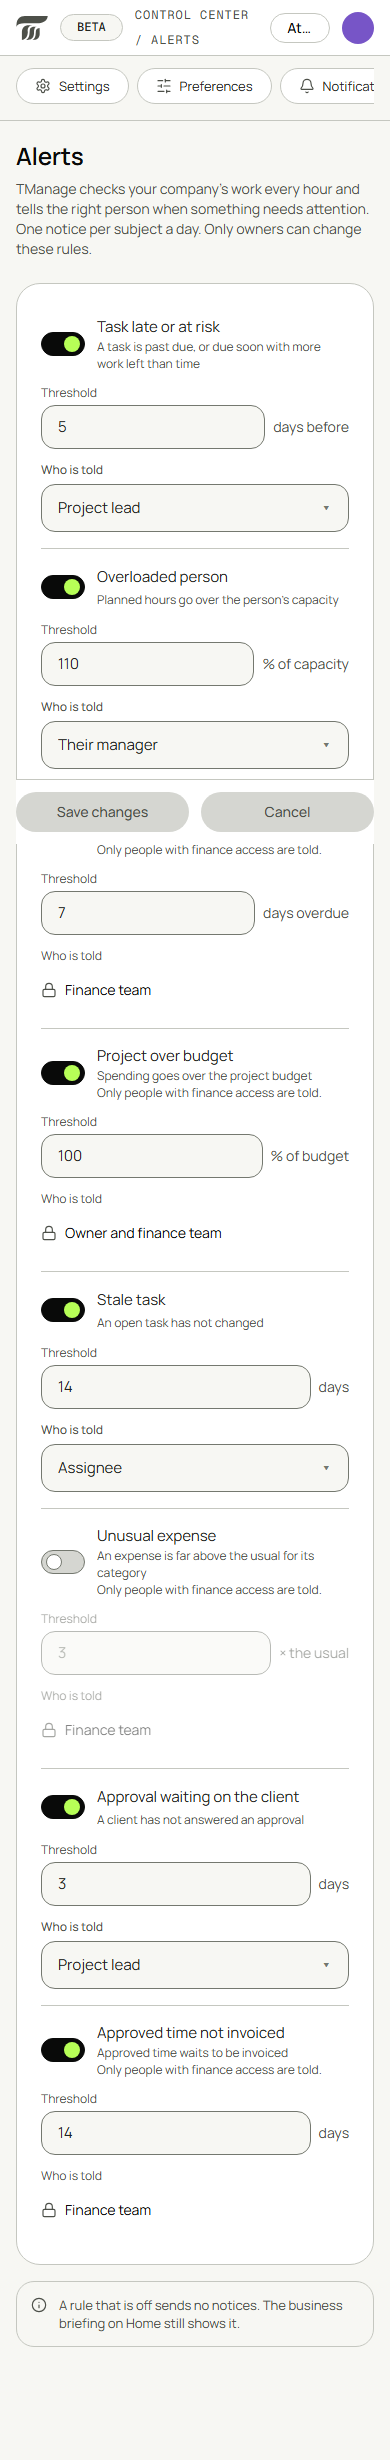 BETA
CONTROL CENTER
/ ALERTS
At...
Settings
Preferences
Notificat
Alerts
TManage checks your company's work every hour and
tells the right person when something needs attention.
One notice per subject a day. Only owners can change
these rules.
Task late or at risk
A task is past due, or due soon with more
work left than time
Threshold
5
days before
Who is told
Project lead
Overloaded person
Planned hours go over the person's capacity
Threshold
110
% of capacity
Who is told
Their manager
Save changes
Cancel
Only people with finance access are told.
Threshold
7
days overdue
Who is told
Finance team
Project over budget
Spending goes over the project budget
Only people with finance access are told.
Threshold
100
% of budget
Who is told
Owner and finance team
Stale task
An open task has not changed
Threshold
14
days
Who is told
Assignee
Unusual expense
An expense is far above the usual for its
category
Only people with finance access are told.
Threshold
3
× the usual
Who is told
Finance team
Approval waiting on the client
A client has not answered an approval
Threshold
3
days
Who is told
Project lead
Approved time not invoiced
Approved time waits to be invoiced
Only people with finance access are told.
Threshold
14
days
Who is told
Finance team
A rule that is off sends no notices. The business
briefing on Home still shows it.